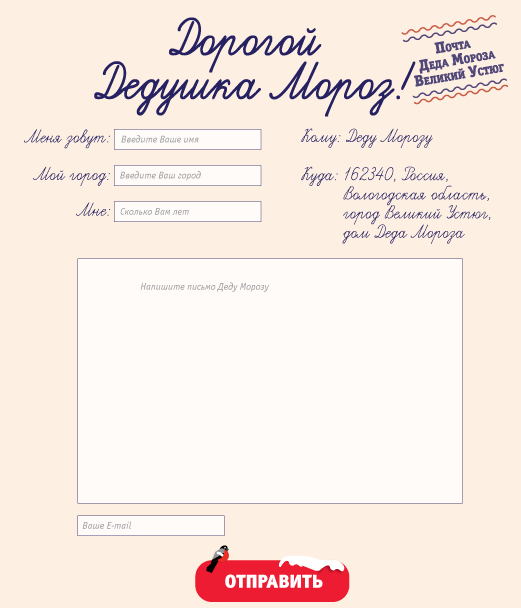 Дорогой
Дедушка Мороз!
Почта
Деда Мороза
Великий Устюг
Меня зовут: Введите Ваше имя
Кому: Деду Морозу
Мой город: Введите Ваш город
Куда: 162340, Россия,
Вологодская область,
Мне: Сколько Вам лет
город Великий Устюг,
дом Деда Мороза
Напишите письмо Деду Морозу
Ваше E-mail
ОТПРАВИТЬ